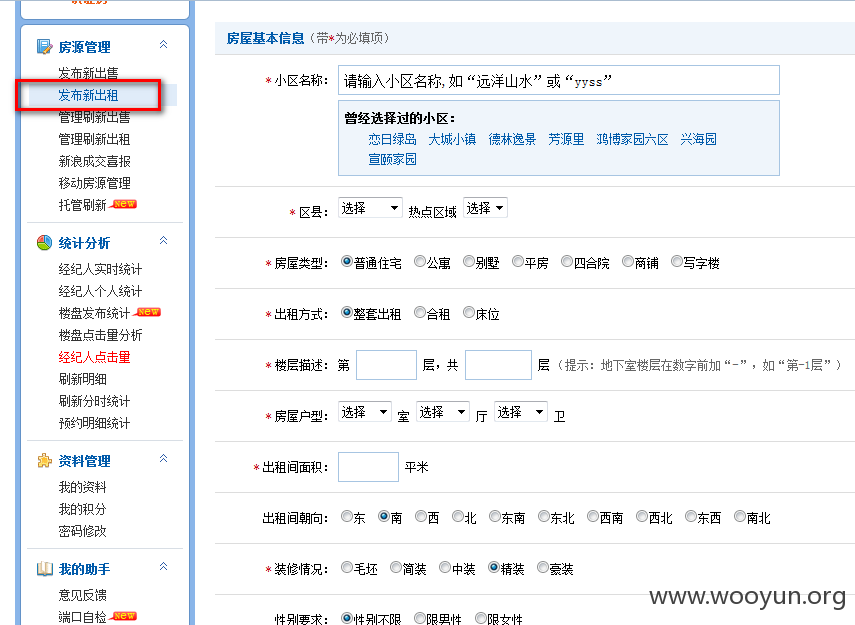 房源管理
发布新出售
发布新出租
管理刷新出售
管理刷新出租
新浪成交喜报
移动房源管理
托管刷新 NEW
统计分析
经纪人实时统计
经纪人个人统计
楼盘发布统计 NEW
楼盘点击量分析
经纪人点击量
刷新明细
刷新分时统计
预约明细统计
资料管理
我的资料
我的积分
密码修改
我的助手
意见反馈
端口自检 NEW
房屋基本信息（带*为必填项）
*小区名称： 请输入小区名称,如“远洋山水”或“yyss”
曾经选择过的小区：
恋日绿岛 大城小镇 德林逸景 芳源里 鸿博家园六区 兴海园
宣颐家园
*区县： 选择 热点区域 选择
*房屋类型： 普通住宅 公寓 别墅 平房 四合院 商铺 写字楼
*出租方式： 整套出租 合租 床位
*楼层描述： 第 层，共 层（提示：地下室楼层在数字前加“-”，如“第-1层”）
*房屋户型： 选择 室 选择 厅 选择 卫
*出租间面积： 平米
出租间朝向： 东 南 西 北 东南 东北 西南 西北 东西 南北
*装修情况： 毛坯 简装 中装 精装 豪装
性别要求： 性别不限 限男性 限女性
www.wooyun.org